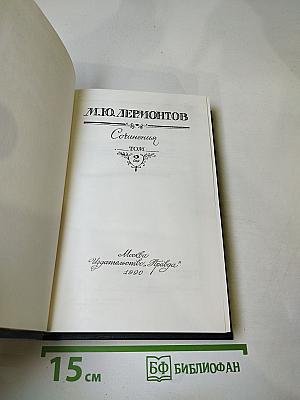 М.Ю. ЛЕРМОНТОВ
Сочинения
ТОМ
2
Москва
Издательство „Правда"
1990
15 см
БФ БИБЛИОФАН